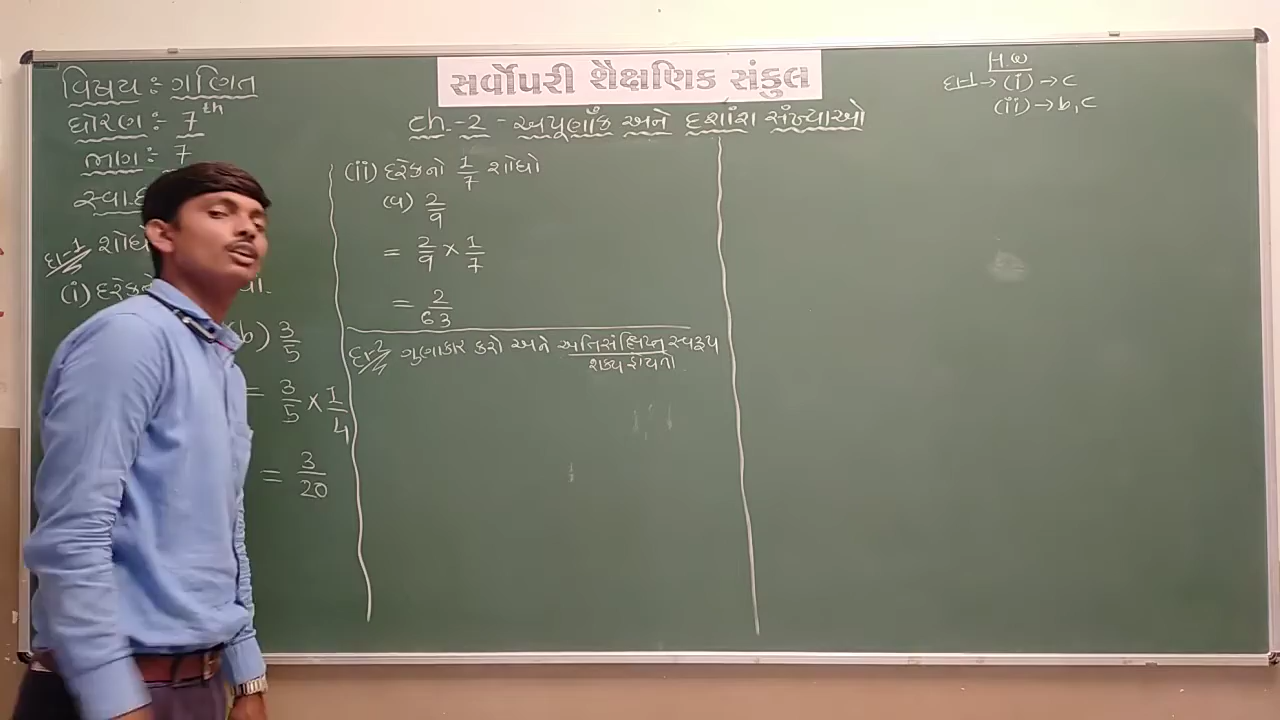 સર્વોપરી શૈક્ષણિક સંકુલ
ch.-2 - અપૂર્ણાંક અને દશાંશ સંખ્યાઓ
વિષય : ગણિત
ધોરણ :- 7th
ભાગ :- 7
સ્વા.
દા-1 શોધો
(i) દરેકનો
(b) 3/5
= 3/5 × 1/4
= 3/20
(ii) દરેકનો 1/7 શોધો
(a) 2/9
= 2/9 × 1/7
= 2/63
દા-2 ગુણાકાર કરો અને અતિસંક્ષિપ્ત સ્વરૂપ
શક્ય હોયતો
H.W
દા-1 → (i) → c
(ii) → b, c